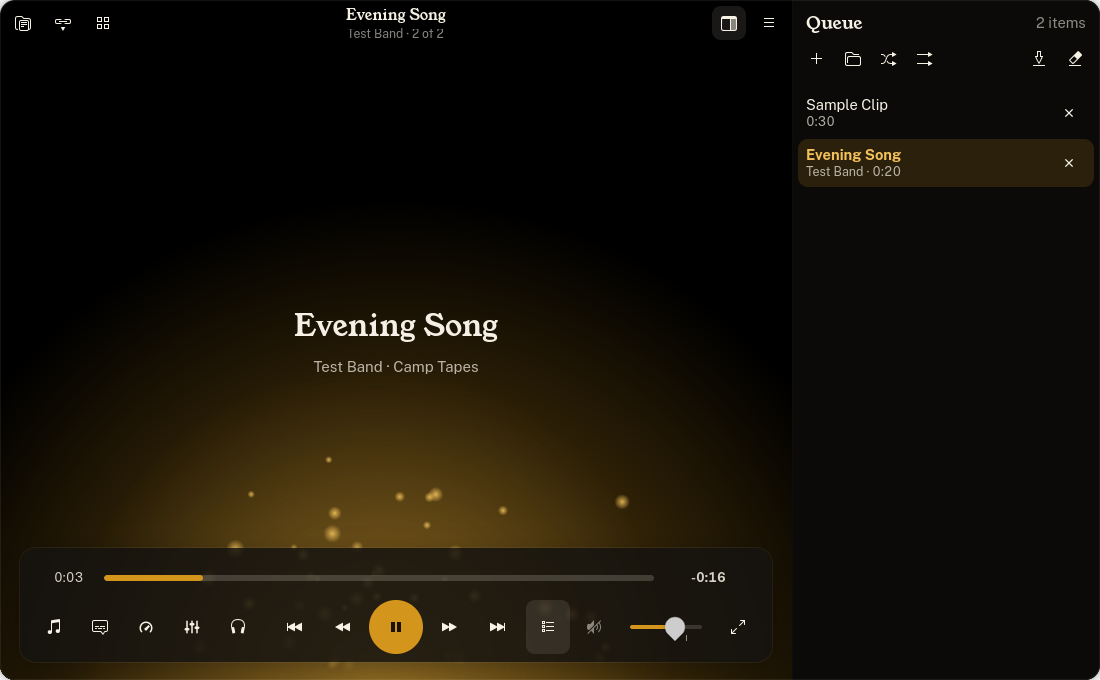 Evening Song
Test Band · 2 of 2
Queue
2 items
Sample Clip
0:30
Evening Song
Test Band · 0:20
Evening Song
Test Band · Camp Tapes
0:03
-0:16